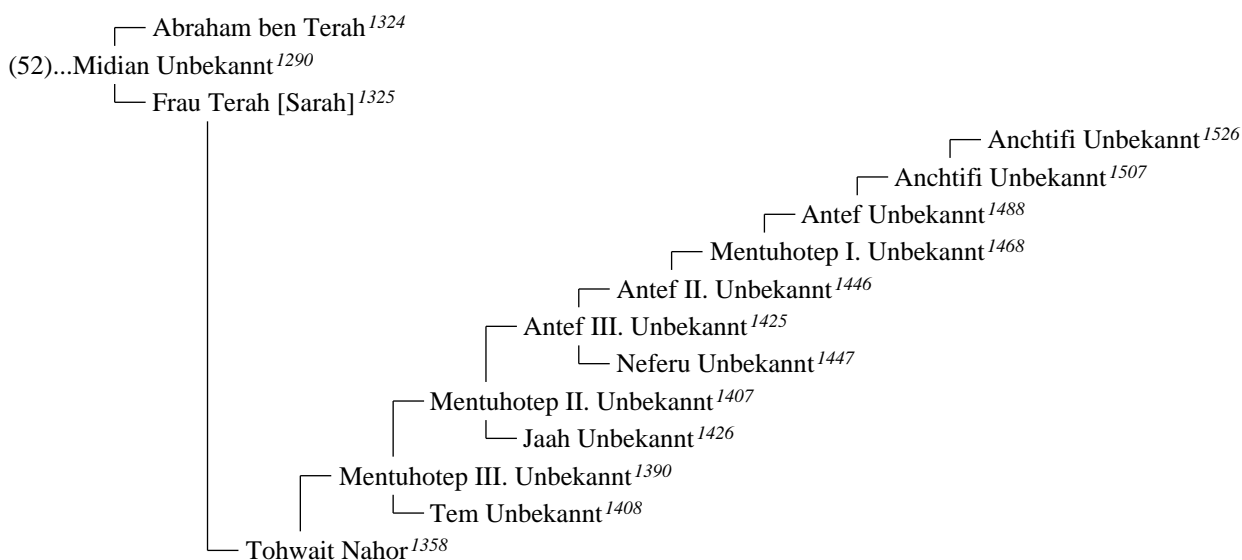 Abraham ben Terah1324
(52)...Midian Unbekannt1290
Frau Terah [Sarah]1325
Anchtifi Unbekannt1526
Anchtifi Unbekannt1507
Antef Unbekannt1488
Mentuhotep I. Unbekannt1468
Antef II. Unbekannt1446
Antef III. Unbekannt1425
Neferu Unbekannt1447
Mentuhotep II. Unbekannt1407
Jaah Unbekannt1426
Mentuhotep III. Unbekannt1390
Tem Unbekannt1408
Tohwait Nahor1358